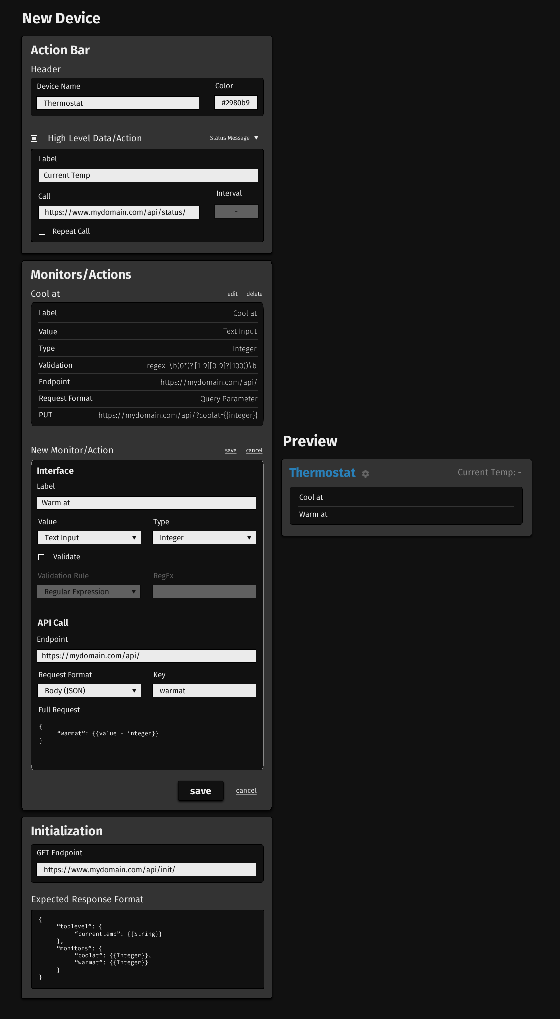 New Device
Action Bar
Header
Device Name
Color
Thermostat
#2980b9
High Level Data/Action
Status Message ▼
Label
Current Temp
Call
Interval
https://www.mydomain.com/api/status/
-
Repeat Call
Monitors/Actions
Cool at
edit
delete
Label
Cool at
Value
Text Input
Type
Integer
Validation
regex
Endpoint
https://mydomain.com/api/
Request Format
Query Parameter
PUT
https://mydomain.com/api/?coolat={{integer}}
New Monitor/Action
save
cancel
Interface
Label
Warm at
Value
Type
Text Input ▼
Integer ▼
Validate
Validation Rule
RegEx
Regular Expression ▼
API Call
Endpoint
https://mydomain.com/api/
Request Format
Key
Body (JSON) ▼
warmat
Full Request
{
"warmat": {{value - integer}}
}
save
cancel
Initialization
GET Endpoint
https://www.mydomain.com/api/init/
Expected Response Format
{
"toplevel": {
"currenttemp": {{String}}
},
"monitors": {
"coolat": {{Integer}},
"warmat": {{Integer}}
}
}
Preview
Thermostat
Current Temp: -
Cool at
Warm at